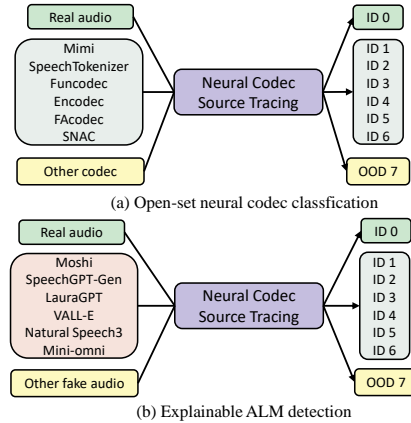 Real audio
Mimi
SpeechTokenizer
Funcodec
Encodec
FAcodec
SNAC
Other codec
Neural Codec
Source Tracing
ID 0
ID 1
ID 2
ID 3
ID 4
ID 5
ID 6
OOD 7
(a) Open-set neural codec classfication
Real audio
Moshi
SpeechGPT-Gen
LauraGPT
VALL-E
Natural Speech3
Mini-omni
Other fake audio
Neural Codec
Source Tracing
ID 0
ID 1
ID 2
ID 3
ID 4
ID 5
ID 6
OOD 7
(b) Explainable ALM detection